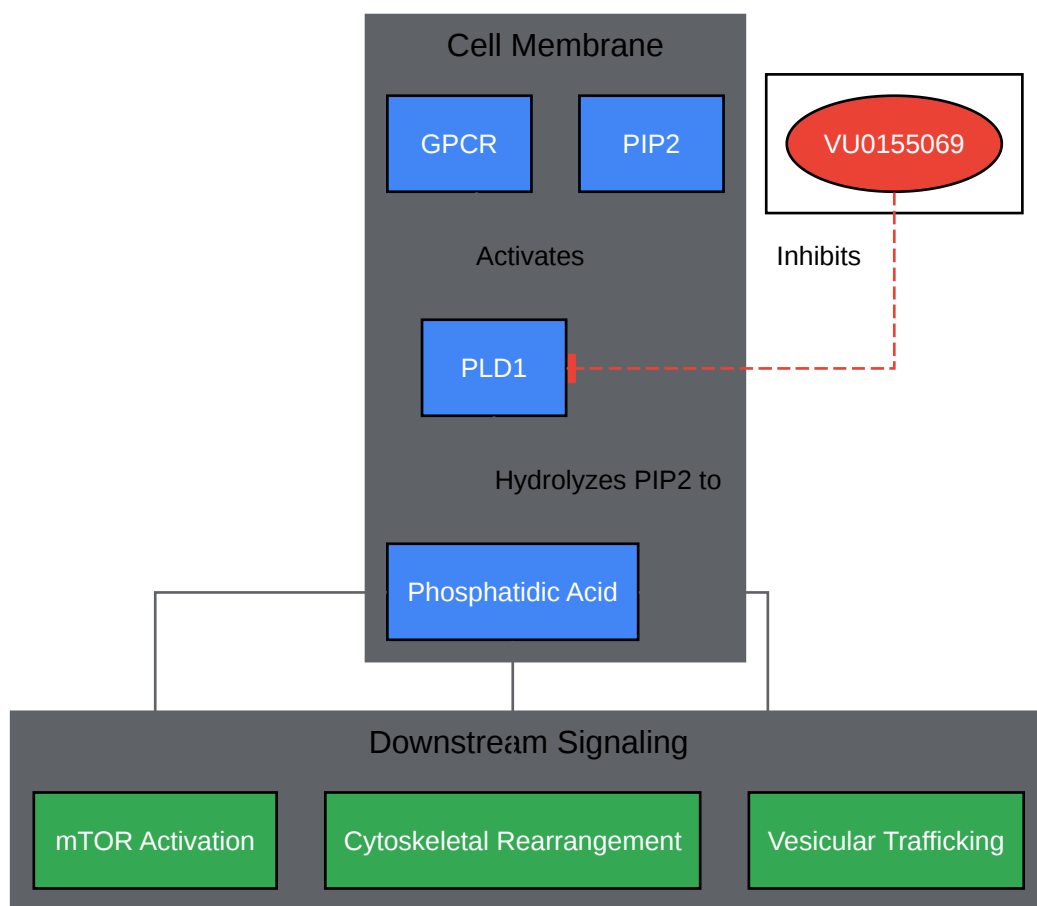 Cell Membrane
GPCR
PIP2
VU0155069
Activates
Inhibits
PLD1
Hydrolyzes PIP2 to
Phosphatidic Acid
Downstream Signaling
mTOR Activation
Cytoskeletal Rearrangement
Vesicular Trafficking